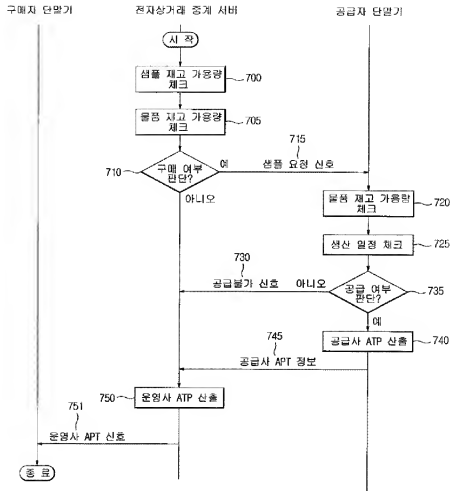 구매자 단말기
전자상거래 중계 서버
공급자 단말기
시 작
샘플 재고 가용량
체크
700
물품 재고 가용량
체크
705
710
구매 여부
판단?
예
715
샘플 요청 신호
아니오
물품 재고 가용량
체크
720
생산 일정 체크
725
730
공급불가 신호
아니오
공급 여부
판단?
735
예
공급사 ATP 산출
740
745
공급사 APT 정보
750
운영사 ATP 산출
751
운영사 APT 신호
종 료